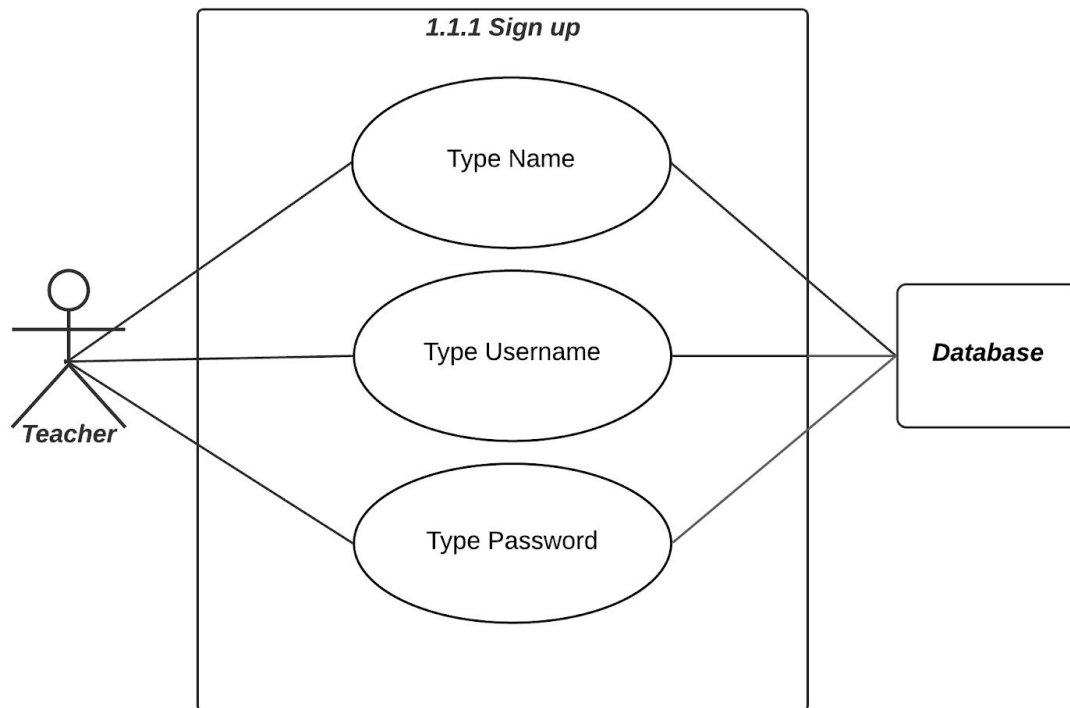 1.1.1 Sign up
Type Name
Type Username
Database
Type Password
Teacher